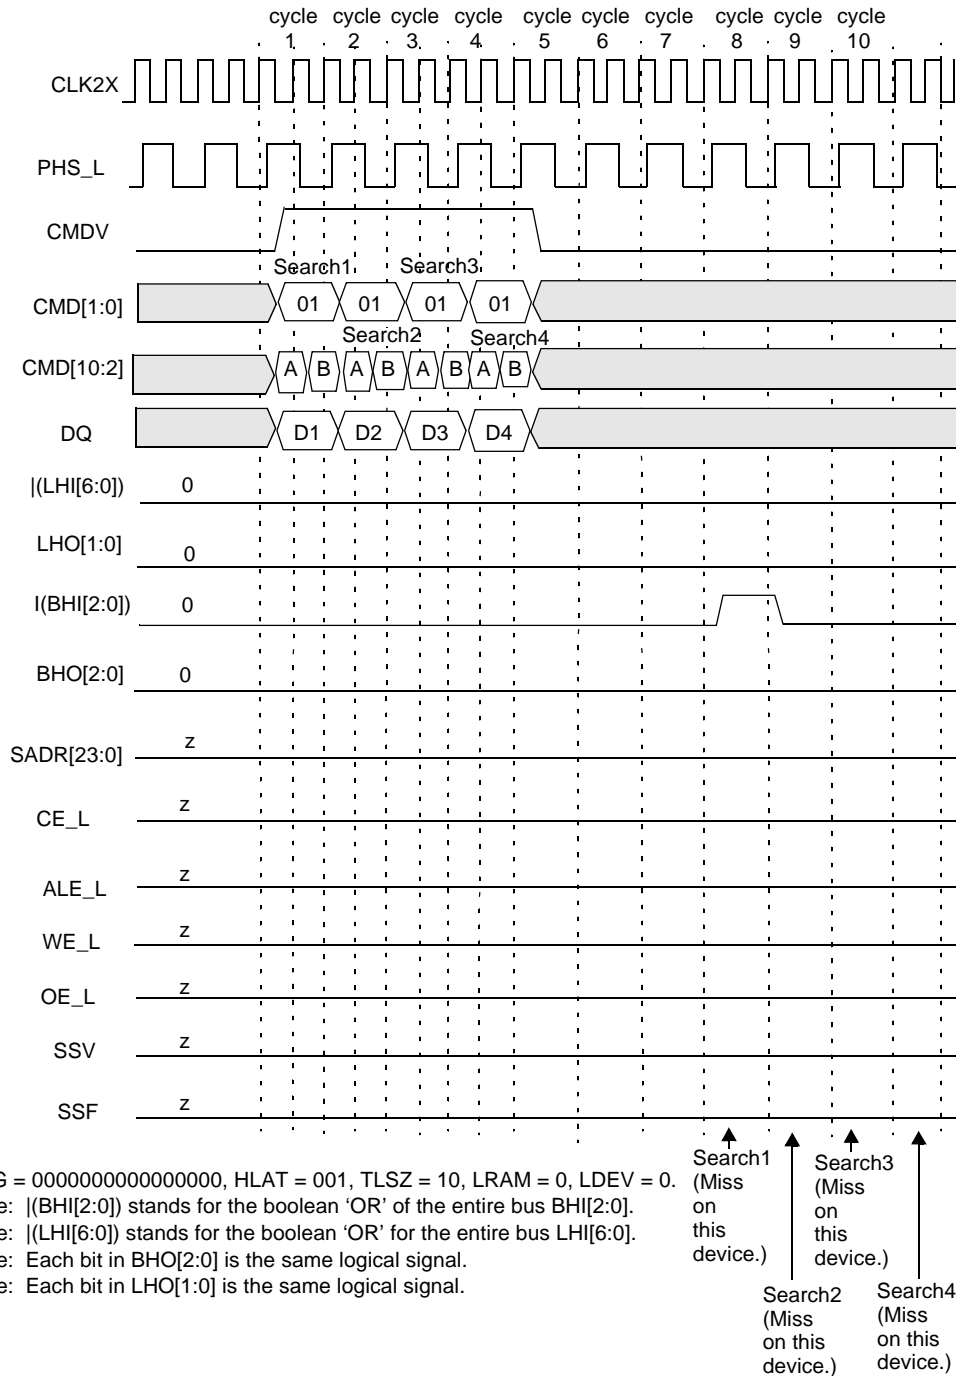 cycle cycle cycle cycle cycle cycle cycle cycle cycle cycle
1 2 3 4 5 6 7 8 9 10
CLK2X
PHS_L
CMDV
Search1 Search3
CMD[1:0] 01 01 01 01
Search2 Search4
CMD[10:2] A B A B A B A B
DQ D1 D2 D3 D4
|(LHI[6:0]) 0
LHO[1:0] 0
I(BHI[2:0]) 0
BHO[2:0] 0
SADR[23:0] z
CE_L z
ALE_L z
WE_L z
OE_L z
SSV z
SSF z
G = 0000000000000000, HLAT = 001, TLSZ = 10, LRAM = 0, LDEV = 0.
e: |(BHI[2:0]) stands for the boolean ‘OR’ of the entire bus BHI[2:0].
e: |(LHI[6:0]) stands for the boolean ‘OR’ for the entire bus LHI[6:0].
e: Each bit in BHO[2:0] is the same logical signal.
e: Each bit in LHO[1:0] is the same logical signal.
Search1
(Miss
on
this
device.)
Search2
(Miss
on this
device.)
Search3
(Miss
on
this
device.)
Search4
(Miss
on this
device.)